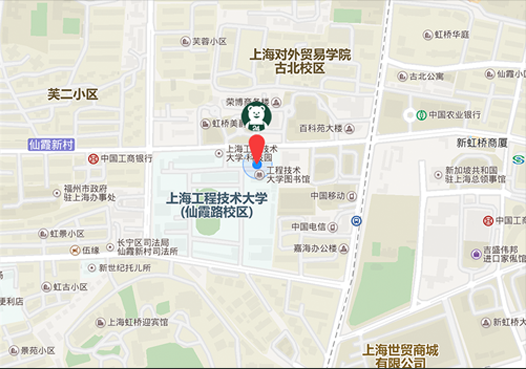 芙蓉小区
虹桥华庭
上海对外贸易学院
古北校区
古北公寓
仙霞小
芙二小区
荣博商务楼
24
虹桥美
百科苑大楼
中国农业银行
仙霞新村
新虹桥商厦
中国工商银行
上海工程技术
大学
园
工程技术
大学图书馆
福州市政府
驻上海办事处
新加坡共和国
驻上海总领事馆
上海工程技术大学
(仙霞路校区)
中国移动
中国电信
中国工商
虹景小区
伍缘
长宁区司法局
仙霞新村司法所
嘉海办公楼
吉盛伟邦
进口家俬馆
新世纪托儿所
虹古小区
便利店
上海虹桥迎宾馆
新虹桥大
景苑小区
上海世贸商城
有限公司